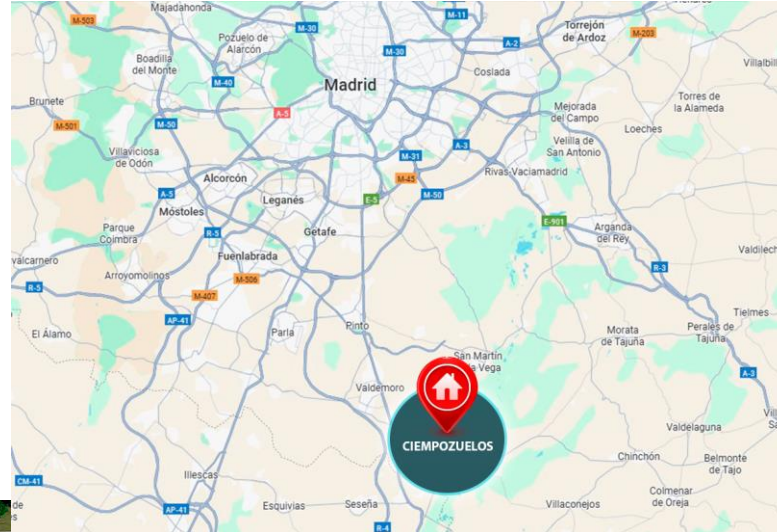 Majadahonda
M-503
M-30
M-11
Torrejón
de Ardoz
M-203
Pozuelo de
Alarcón
M-30
A-2
Boadilla
del Monte
M-40
Coslada
Madrid
Brunete
A-5
Mejorada
del Campo
Torres de
la Alameda
M-501
M-50
Loeches
Velilla de
San Antonio
A-3
Villaviciosa
de Odón
M-31
Rivas-Vaciamadrid
Alcorcón
M-45
A-5
Leganés
E-5
M-50
Móstoles
Parque
Coimbra
R-5
Getafe
E-901
Arganda
del Rey
Fuenlabrada
Arroyomolinos
M-506
R-3
R-5
M-407
AP-41
Tielmes
El Álamo
Parla
Pinto
Morata
de Tajuña
Perales de
Tajuña
San Martín
Vega
A-3
Valdemoro
CIEMPOZUELOS
Valdelaguna
Chinchón
Belmonte
de Tajo
CM-41
Illescas
Colmenar
de Oreja
AP-41
Esquivias
Seseña
Villaconejos
R-4